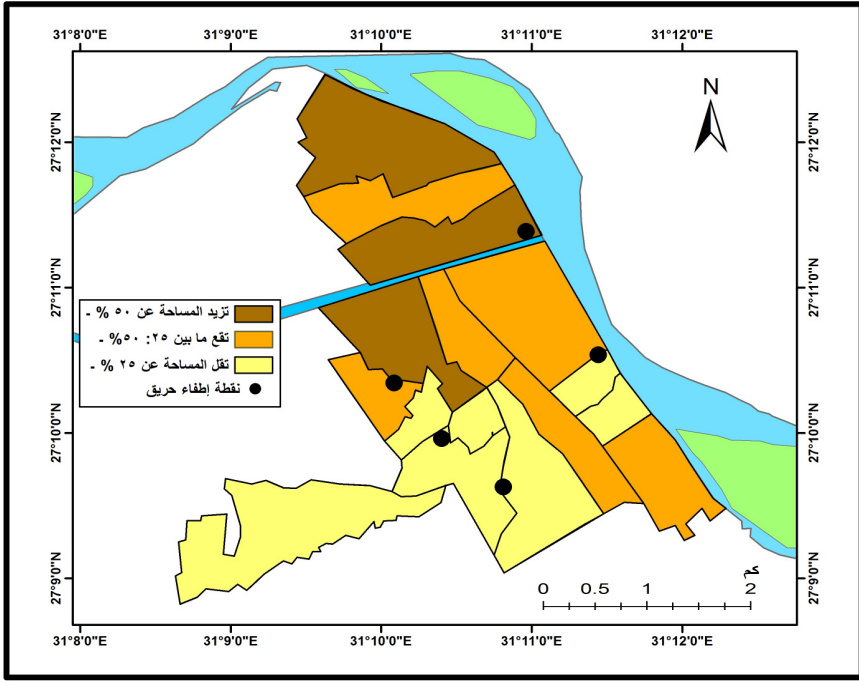 31°8'0"E 31°9'0"E 31°10'0"E 31°11'0"E 31°12'0"E
N
27°12'0"N 27°12'0"N
27°11'0"N 27°11'0"N
تزيد المساحة عن ٥٠ % -
تقع ما بين ٢٥: ٥٠% -
تقل المساحة عن ٢٥ % -
نقطة إطفاء حريق
27°10'0"N 27°10'0"N
27°9'0"N 27°9'0"N
كم
0 0.5 1 2
31°8'0"E 31°9'0"E 31°10'0"E 31°11'0"E 31°12'0"E